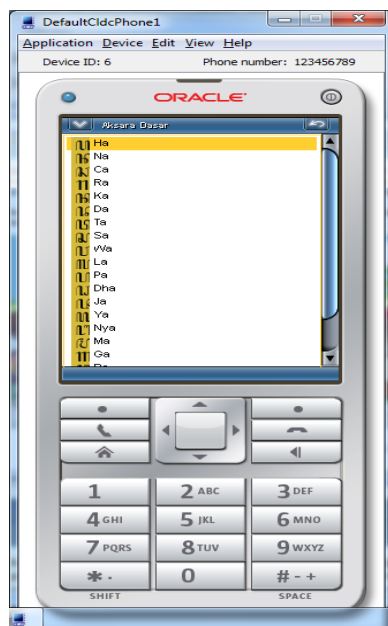 DefaultCldcPhone1
Application Device Edit View Help
Device ID: 6 Phone number: 123456789
ORACLE
Aksara Dasar
ꦲ Ha
ꦤ Na
ꦕ Ca
ꦫ Ra
ꦏ Ka
ꦢ Da
ꦠ Ta
ꦱ Sa
ꦮ Wa
ꦭ La
ꦥ Pa
ꦝ Dha
ꦗ Ja
ꦪ Ya
ꦚ Nya
ꦩ Ma
ꦒ Ga
1 2 ABC 3 DEF
4 GHI 5 JKL 6 MNO
7 PQRS 8 TUV 9 WXYZ
* . 0 # - +
SHIFT SPACE